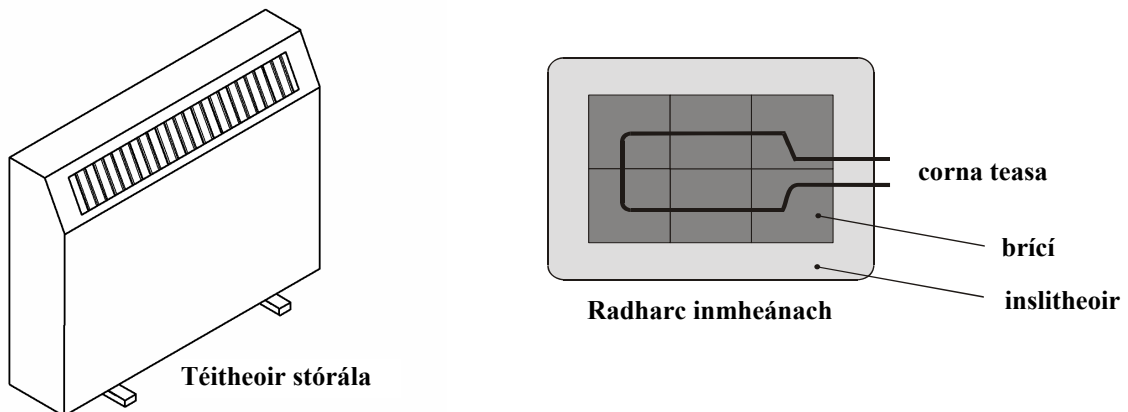 corna teasa
brící
inslitheoir
Radharc inmheánach
Téitheoir stórála